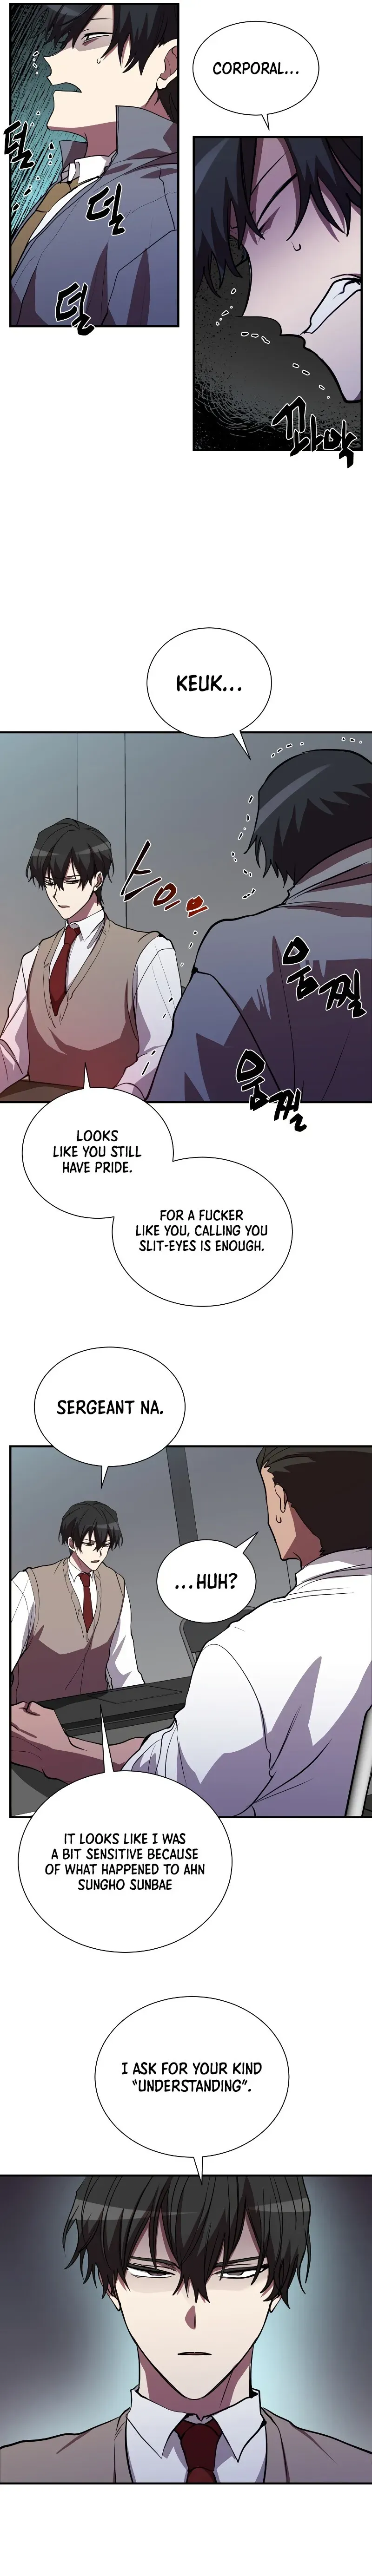 CORPORAL...
덜
덜
덜
꽈악
KEUK...
흐음
움찔
움찔
LOOKS
LIKE YOU STILL
HAVE PRIDE.
FOR A FUCKER
LIKE YOU, CALLING YOU
SLIT-EYES IS ENOUGH.
SERGEANT NA.
...HUH?
IT LOOKS LIKE I WAS
A BIT SENSITIVE BECAUSE
OF WHAT HAPPENED TO AHN
SUNGHO SUNBAE
I ASK FOR YOUR KIND
"UNDERSTANDING".